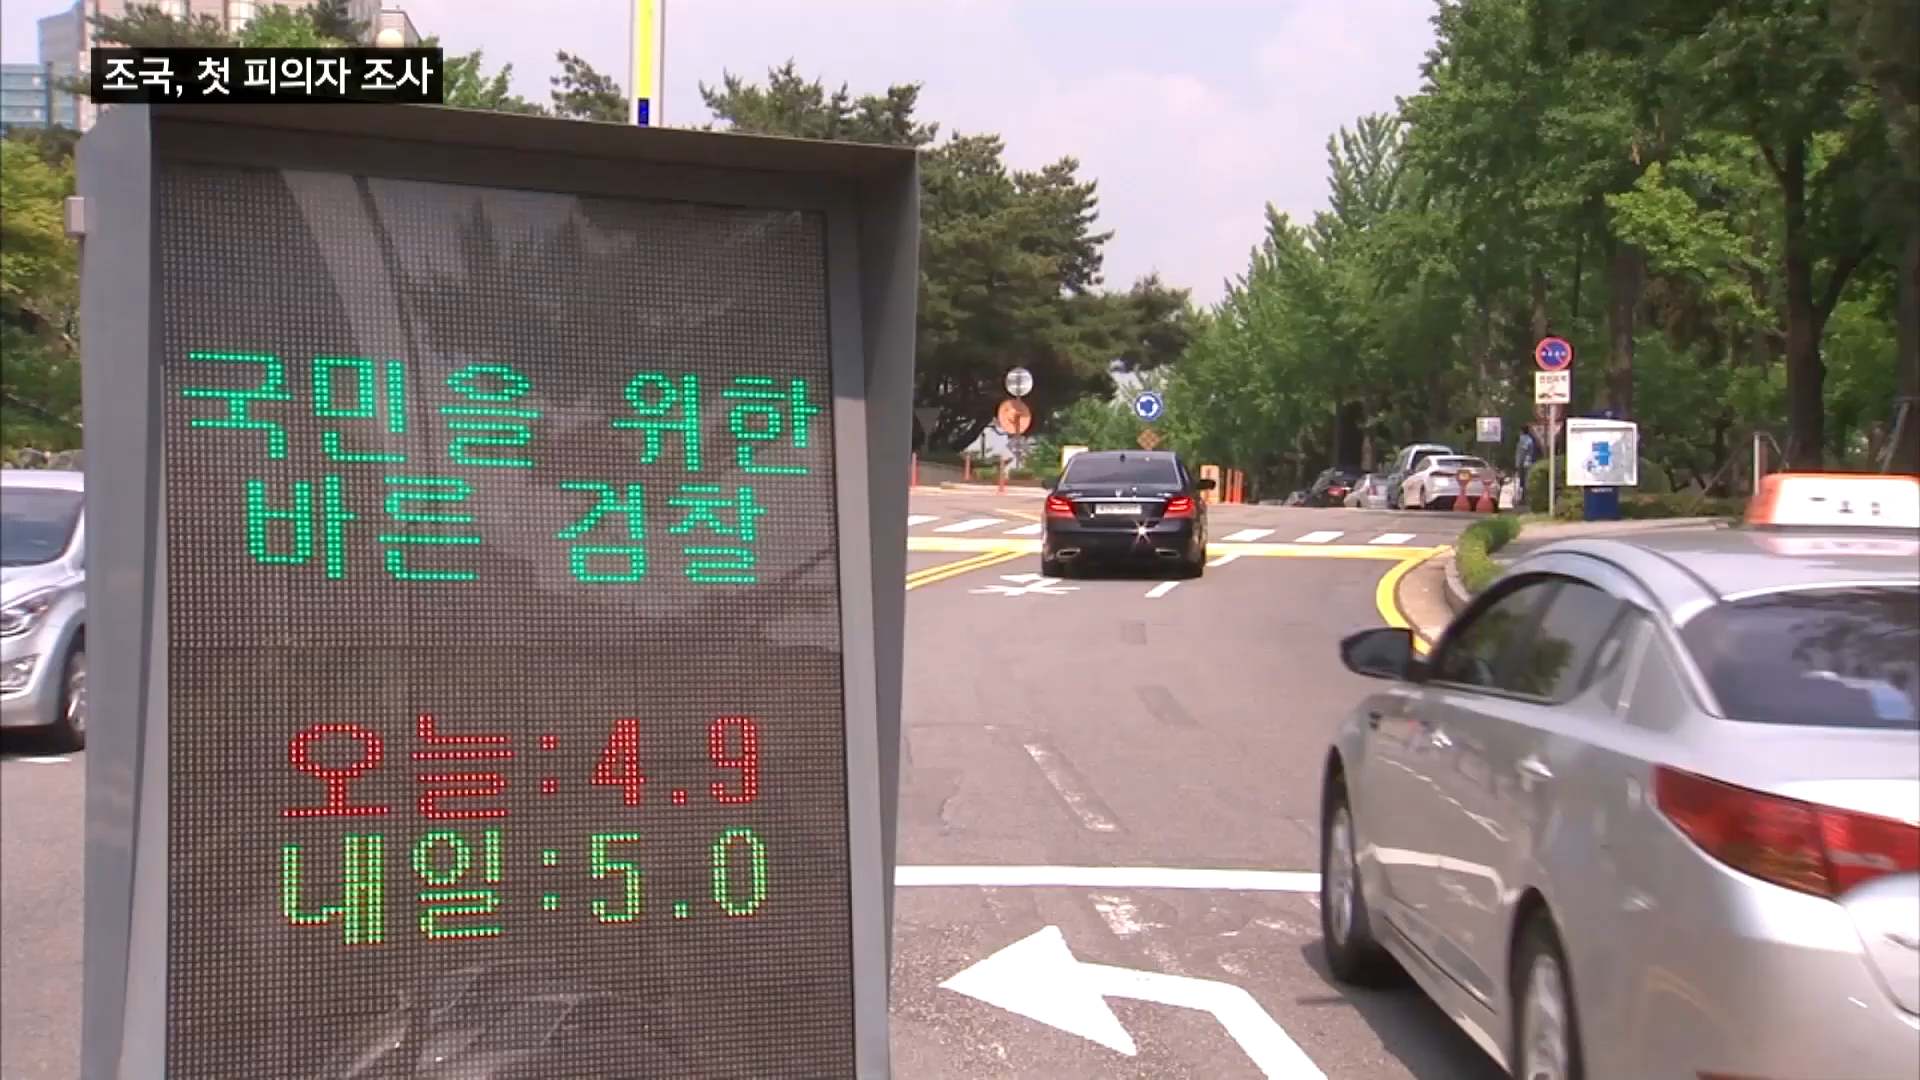 조국, 첫 피의자 조사
국민을 위한
바른 검찰
오늘:4.9
내일:5.0